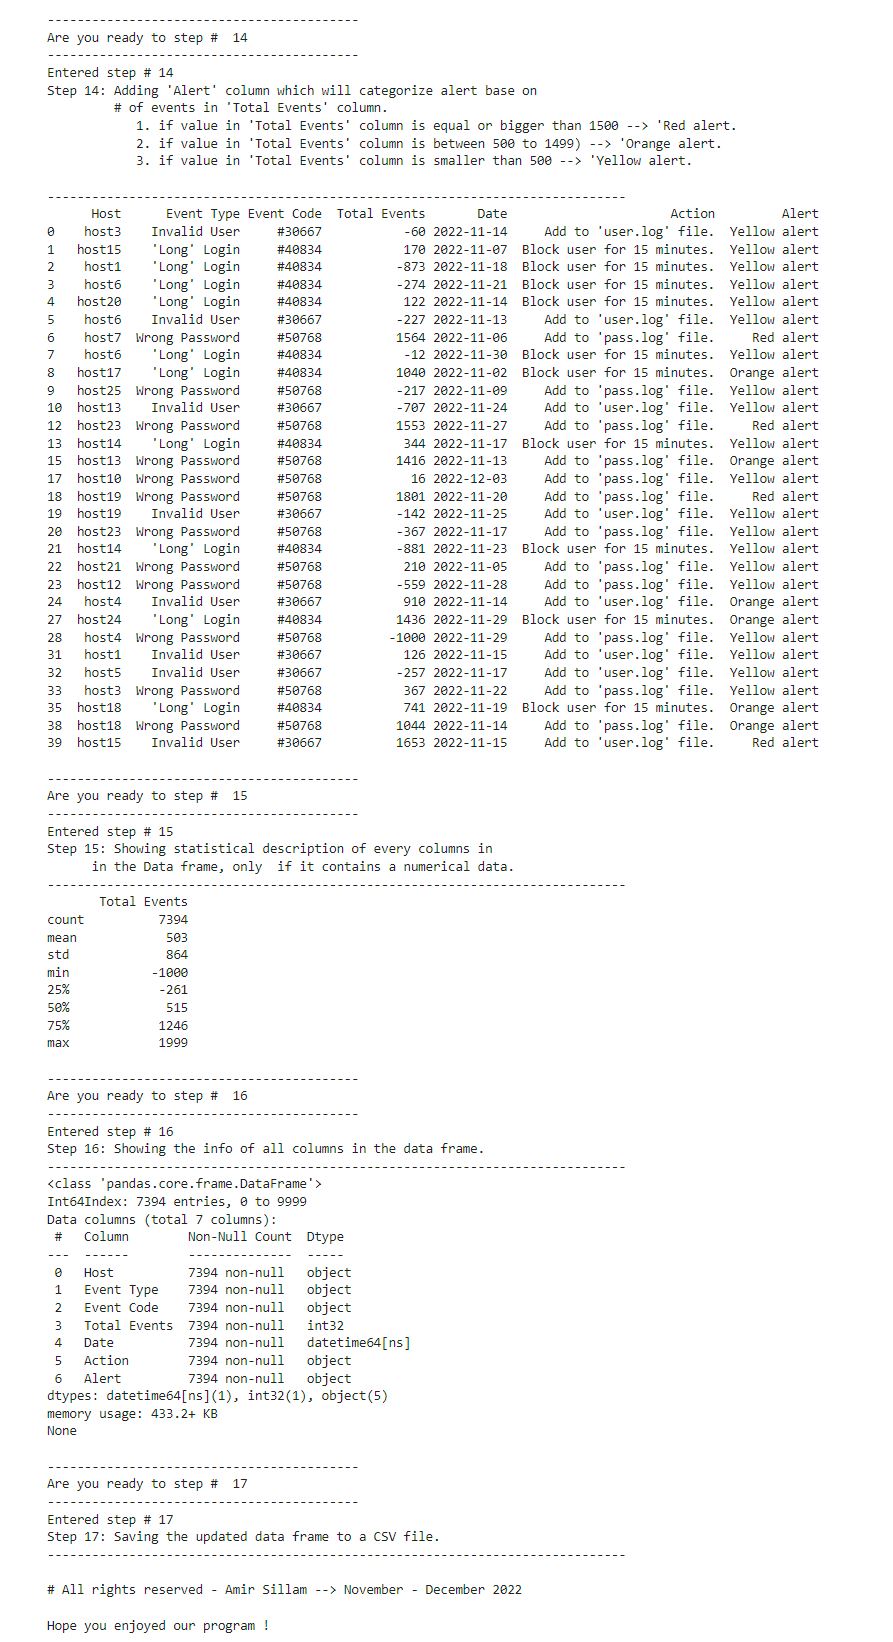 ------------------------------------------
Are you ready to step #  14
------------------------------------------
Entered step # 14
Step 14: Adding 'Alert' column which will categorize alert base on
         # of events in 'Total Events' column.
            1. if value in 'Total Events' column is equal or bigger than 1500 --> 'Red alert.
            2. if value in 'Total Events' column is between 500 to 1499) --> 'Orange alert.
            3. if value in 'Total Events' column is smaller than 500 --> 'Yellow alert.
------------------------------------------------------------------------------
      Host      Event Type Event Code  Total Events       Date                      Action         Alert
0    host3    Invalid User     #30667           -60 2022-11-14     Add to 'user.log' file.  Yellow alert
1   host15    'Long' Login     #40834           170 2022-11-07  Block user for 15 minutes.  Yellow alert
2    host1    'Long' Login     #40834          -873 2022-11-18  Block user for 15 minutes.  Yellow alert
3    host6    'Long' Login     #40834          -274 2022-11-21  Block user for 15 minutes.  Yellow alert
4   host20    'Long' Login     #40834           122 2022-11-14  Block user for 15 minutes.  Yellow alert
5    host6    Invalid User     #30667          -227 2022-11-13     Add to 'user.log' file.  Yellow alert
6    host7  Wrong Password     #50768          1564 2022-11-06     Add to 'pass.log' file.     Red alert
7    host6    'Long' Login     #40834           -12 2022-11-30  Block user for 15 minutes.  Yellow alert
8   host17    'Long' Login     #40834          1040 2022-11-02  Block user for 15 minutes.  Orange alert
9   host25  Wrong Password     #50768          -217 2022-11-09     Add to 'pass.log' file.  Yellow alert
10  host13    Invalid User     #30667          -707 2022-11-24     Add to 'user.log' file.  Yellow alert
12  host23  Wrong Password     #50768          1553 2022-11-27     Add to 'pass.log' file.     Red alert
13  host14    'Long' Login     #40834           344 2022-11-17  Block user for 15 minutes.  Yellow alert
15  host13  Wrong Password     #50768          1416 2022-11-13     Add to 'pass.log' file.  Orange alert
17  host10  Wrong Password     #50768            16 2022-12-03     Add to 'pass.log' file.  Yellow alert
18  host19  Wrong Password     #50768          1801 2022-11-20     Add to 'pass.log' file.     Red alert
19  host19    Invalid User     #30667          -142 2022-11-25     Add to 'user.log' file.  Yellow alert
20  host23  Wrong Password     #50768          -367 2022-11-17     Add to 'pass.log' file.  Yellow alert
21  host14    'Long' Login     #40834          -881 2022-11-23  Block user for 15 minutes.  Yellow alert
22  host21  Wrong Password     #50768           210 2022-11-05     Add to 'pass.log' file.  Yellow alert
23  host12  Wrong Password     #50768          -559 2022-11-28     Add to 'pass.log' file.  Yellow alert
24   host4    Invalid User     #30667           910 2022-11-14     Add to 'user.log' file.  Orange alert
27  host24    'Long' Login     #40834          1436 2022-11-29  Block user for 15 minutes.  Orange alert
28   host4  Wrong Password     #50768         -1000 2022-11-29     Add to 'pass.log' file.  Yellow alert
31   host1    Invalid User     #30667           126 2022-11-15     Add to 'user.log' file.  Yellow alert
32   host5    Invalid User     #30667          -257 2022-11-17     Add to 'user.log' file.  Yellow alert
33   host3  Wrong Password     #50768           367 2022-11-22     Add to 'pass.log' file.  Yellow alert
35  host18    'Long' Login     #40834           741 2022-11-19  Block user for 15 minutes.  Orange alert
38  host18  Wrong Password     #50768          1044 2022-11-14     Add to 'pass.log' file.  Orange alert
39  host15    Invalid User     #30667          1653 2022-11-15     Add to 'user.log' file.     Red alert
------------------------------------------
Are you ready to step #  15
------------------------------------------
Entered step # 15
Step 15: Showing statistical description of every columns in
      in the Data frame, only  if it contains a numerical data.
------------------------------------------------------------------------------
       Total Events
count          7394
mean            503
std             864
min           -1000
25%            -261
50%             515
75%            1246
max            1999
------------------------------------------
Are you ready to step #  16
------------------------------------------
Entered step # 16
Step 16: Showing the info of all columns in the data frame.
------------------------------------------------------------------------------
<class 'pandas.core.frame.DataFrame'>
Int64Index: 7394 entries, 0 to 9999
Data columns (total 7 columns):
 #   Column        Non-Null Count  Dtype
---  ------        --------------  -----
 0   Host          7394 non-null   object
 1   Event Type    7394 non-null   object
 2   Event Code    7394 non-null   object
 3   Total Events  7394 non-null   int32
 4   Date          7394 non-null   datetime64[ns]
 5   Action        7394 non-null   object
 6   Alert         7394 non-null   object
dtypes: datetime64[ns](1), int32(1), object(5)
memory usage: 433.2+ KB
None
------------------------------------------
Are you ready to step #  17
------------------------------------------
Entered step # 17
Step 17: Saving the updated data frame to a CSV file.
------------------------------------------------------------------------------
# All rights reserved - Amir Sillam --> November - December 2022
Hope you enjoyed our program !